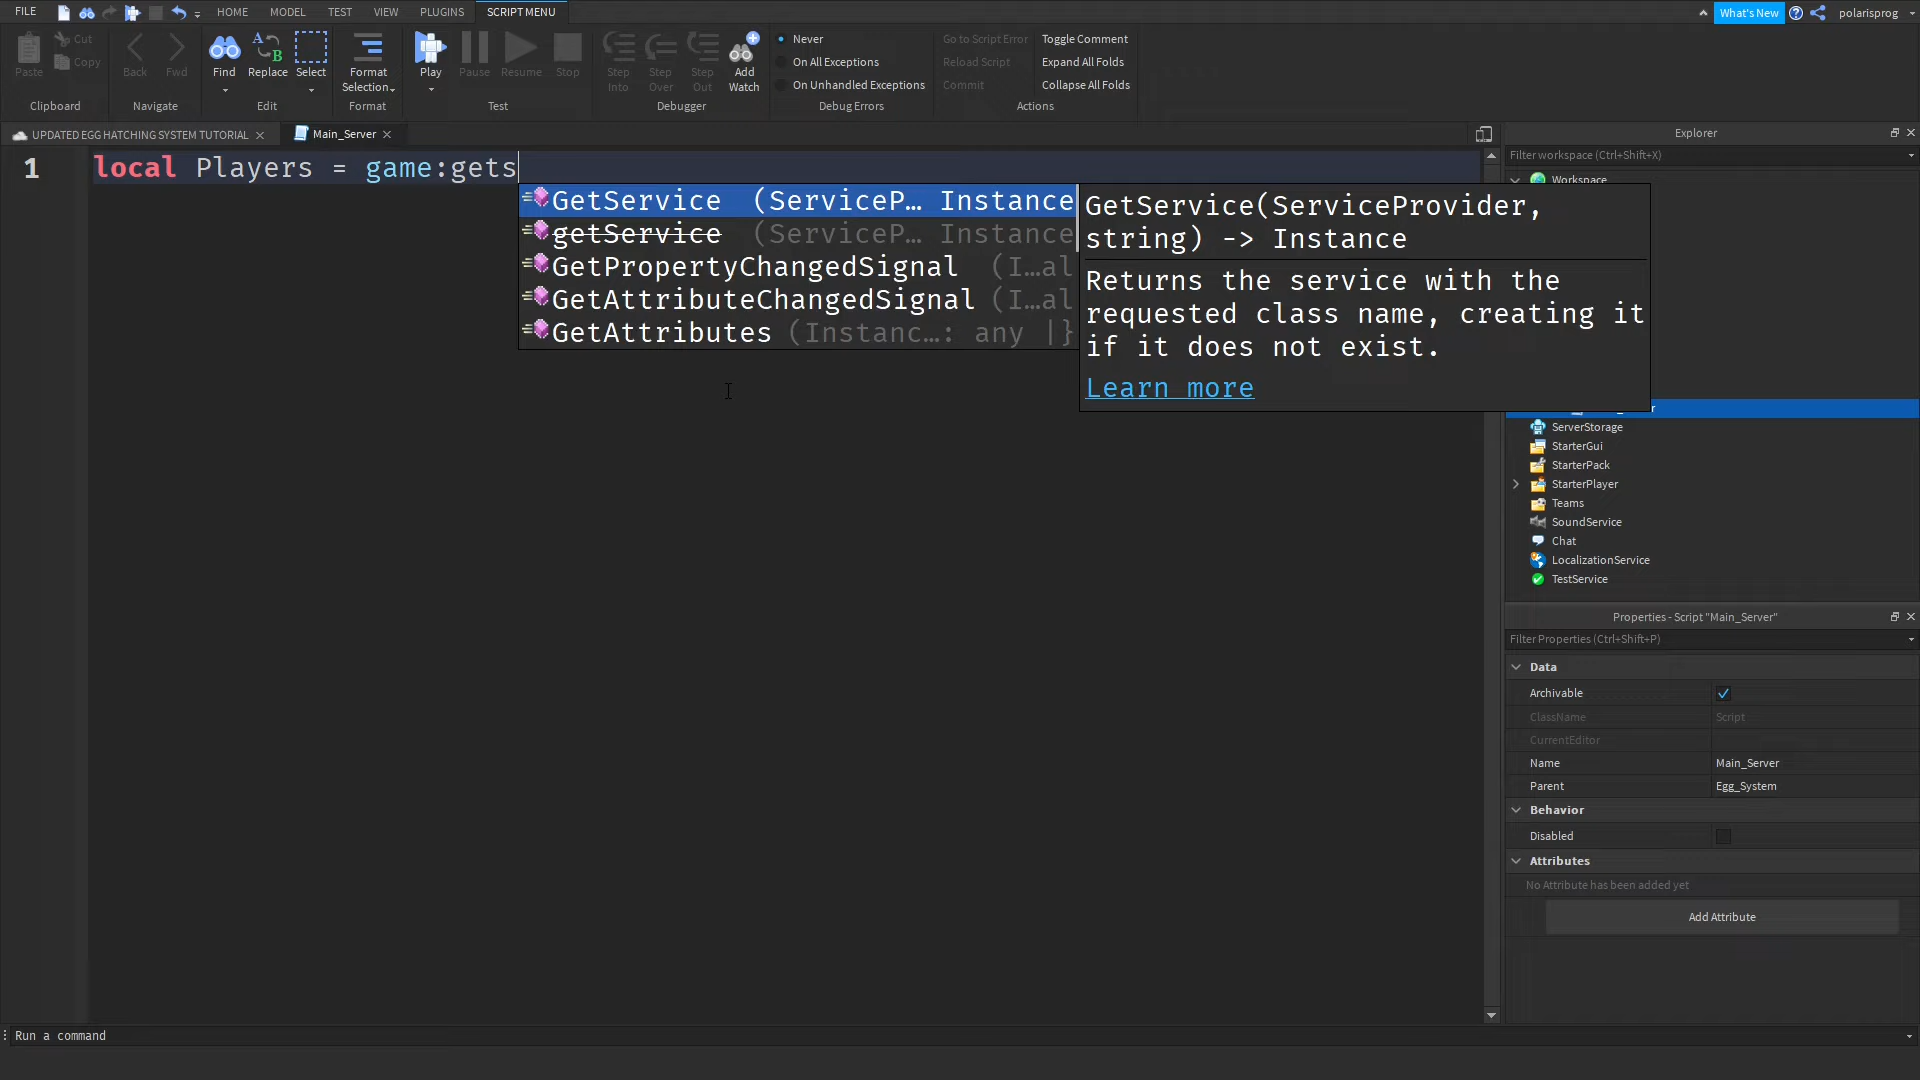 FILE HOME MODEL TEST VIEW PLUGINS SCRIPT MENU What's New polarisprog
Paste Cut Copy
Clipboard
Back Fwd
Navigate
Find Replace Select
Edit
Format Selection
Format
Play Pause Resume Stop
Test
Step Into Step Over Step Out Add Watch
Debugger
Never
On All Exceptions
On Unhandled Exceptions
Debug Errors
Go to Script Error Toggle Comment
Reload Script Expand All Folds
Commit Collapse All Folds
Actions
UPDATED EGG HATCHING SYSTEM TUTORIAL Main_Server
1 local Players = game:gets
GetService (ServiceP… Instance
getService (ServiceP… Instance
GetPropertyChangedSignal (I…al
GetAttributeChangedSignal (I…al
GetAttributes (Instanc…: any |}
GetService(ServiceProvider,
string) -> Instance
Returns the service with the
requested class name, creating it
if it does not exist.
Learn more
Explorer
Filter workspace (Ctrl+Shift+X)
Workspace
ServerStorage
StarterGui
StarterPack
StarterPlayer
Teams
SoundService
Chat
LocalizationService
TestService
Properties - Script "Main_Server"
Filter Properties (Ctrl+Shift+P)
Data
Archivable
ClassName Script
CurrentEditor
Name Main_Server
Parent Egg_System
Behavior
Disabled
Attributes
No Attribute has been added yet
Add Attribute
Run a command